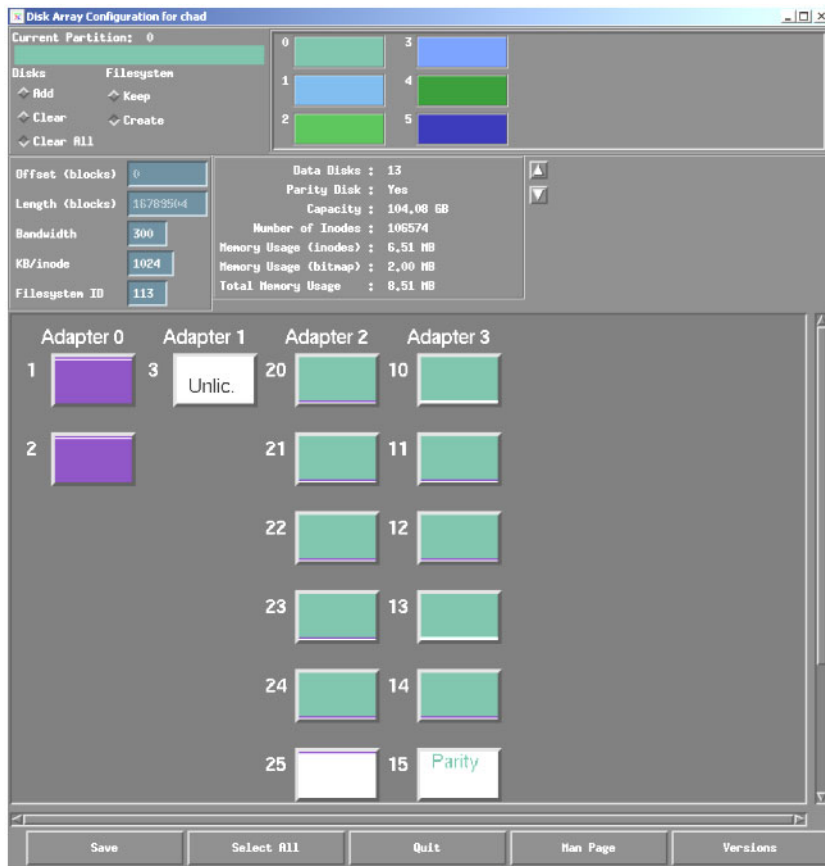 Disk Array Configuration for chad
Current Partition: 0
Disks Filesystem
Add Keep
Clear Create
Clear All
0 3
1 4
2 5
Offset (blocks) 0
Length (blocks) 16789504
Bandwidth 300
KB/inode 1024
Filesystem ID 113
Data Disks : 13
Parity Disk : Yes
Capacity : 104.08 GB
Number of Inodes : 106574
Memory Usage (inodes) : 6.51 MB
Memory Usage (bitmap) : 2.00 MB
Total Memory Usage : 8.51 MB
Adapter 0 Adapter 1 Adapter 2 Adapter 3
1 3 Unlic. 20 10
2 21 11
22 12
23 13
24 14
25 15 Parity
Save Select All Quit Man Page Versions